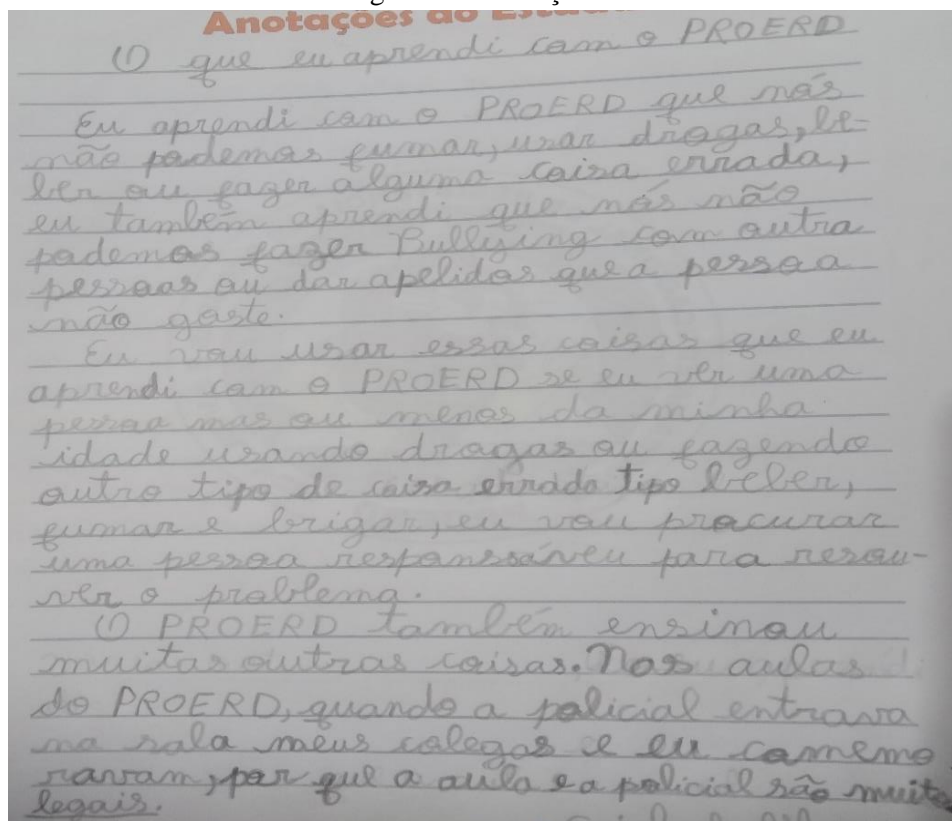 Anotações do Estud
O que eu aprendi com o PROERD
Eu aprendi com o PROERD que nós
não podemos fumar, usar drogas, be-
ber ou fazer alguma coisa errada,
eu também aprendi que nós não
podemos fazer Bullying com outra
pessoas ou dar apelidos que a pessoa
não goste.
Eu vou usar essas coisas que eu
aprendi com o PROERD se eu ver uma
pessoa mas ou menos da minha
idade usando drogas ou fazendo
outro tipo de coisa errado tipo beber,
fumar e brigar, eu vou procurar
uma pessoa responssáveu para resou-
ver o problema.
O PROERD também ensinou
muitas outras coisas. Nas aulas
do PROERD, quando a policial entrava
na sala meus colegas e eu comemo
ravam, por que a aula e a policial são muito
legais.